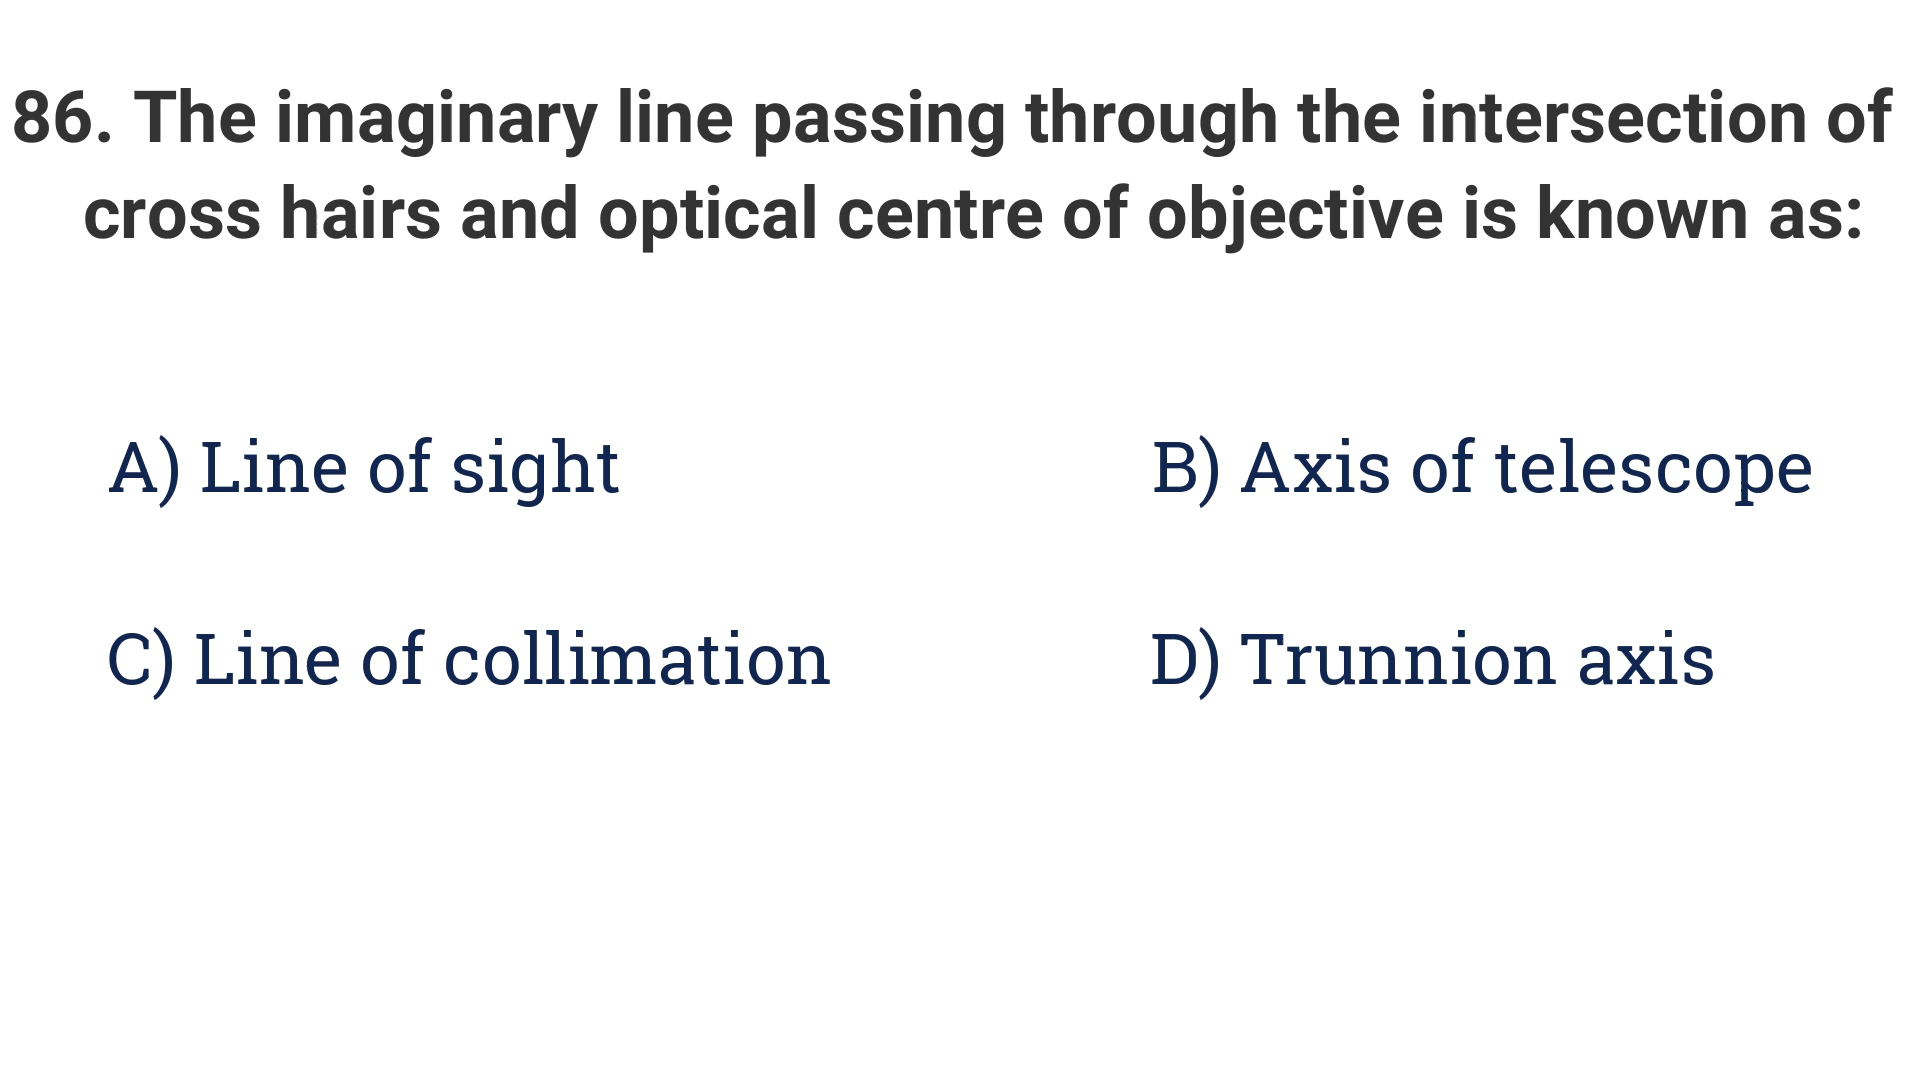 86. The imaginary line passing through the intersection of
cross hairs and optical centre of objective is known as:
A) Line of sight
B) Axis of telescope
C) Line of collimation
D) Trunnion axis